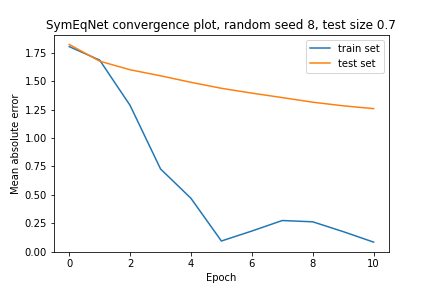 SymEqNet convergence plot, random seed 8, test size 0.7
train set
test set
Mean absolute error
1.75
1.50
1.25
1.00
0.75
0.50
0.25
0.00
0 2 4 6 8 10
Epoch